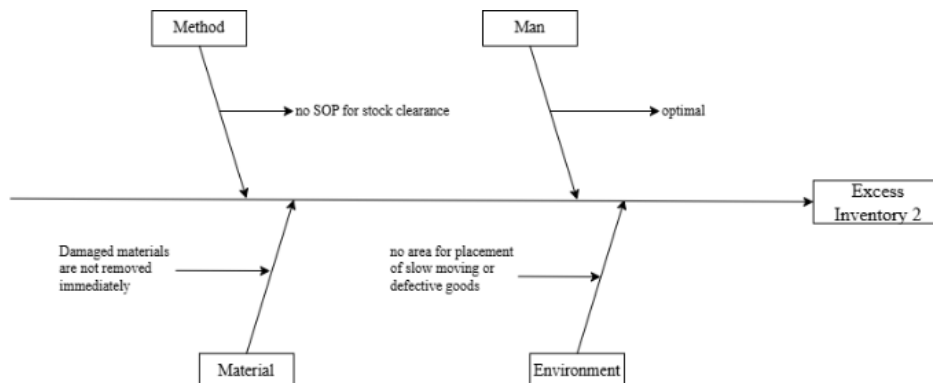 Method
Man
no SOP for stock clearance
optimal
Excess
Inventory 2
Damaged materials
are not removed
immediately
no area for placement
of slow moving or
defective goods
Material
Environment